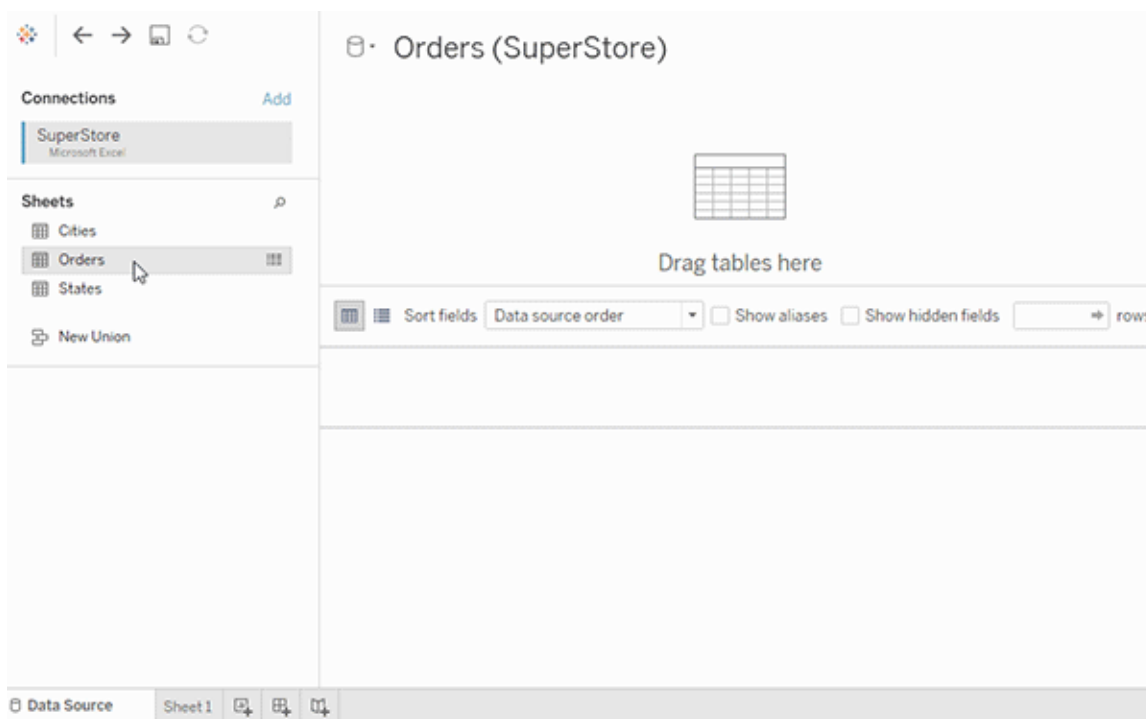 Orders (SuperStore)
Connections
Add
SuperStore
Microsoft Excel
Sheets
Cities
Orders
States
New Union
Drag tables here
Sort fields Data source order Show aliases Show hidden fields rows
Data Source Sheet 1